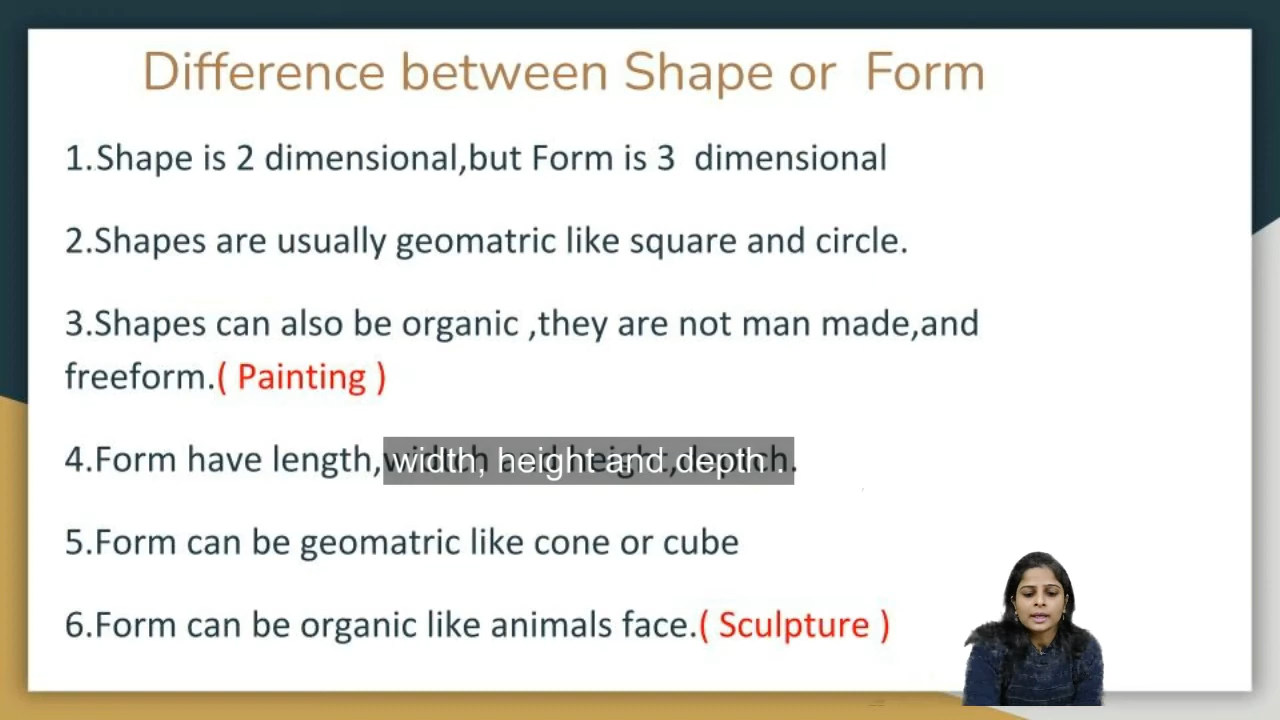 Difference between Shape or Form
1.Shape is 2 dimensional,but Form is 3 dimensional
2.Shapes are usually geomatric like square and circle.
3.Shapes can also be organic ,they are not man made,and
freeform.( Painting )
4.Form have length,
width, height and depth .
5.Form can be geomatric like cone or cube
6.Form can be organic like animals face.( Sculpture )